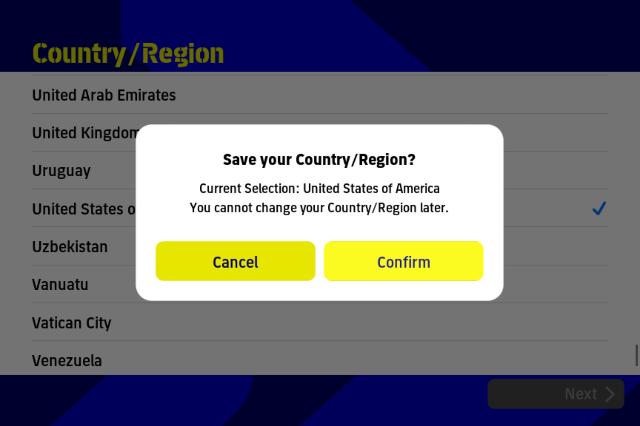 Country/Region
United Arab Emirates
United Kingdom
Uruguay
United States o
Uzbekistan
Vanuatu
Vatican City
Venezuela
Save your Country/Region?
Current Selection: United States of America
You cannot change your Country/Region later.
Cancel
Confirm
Next